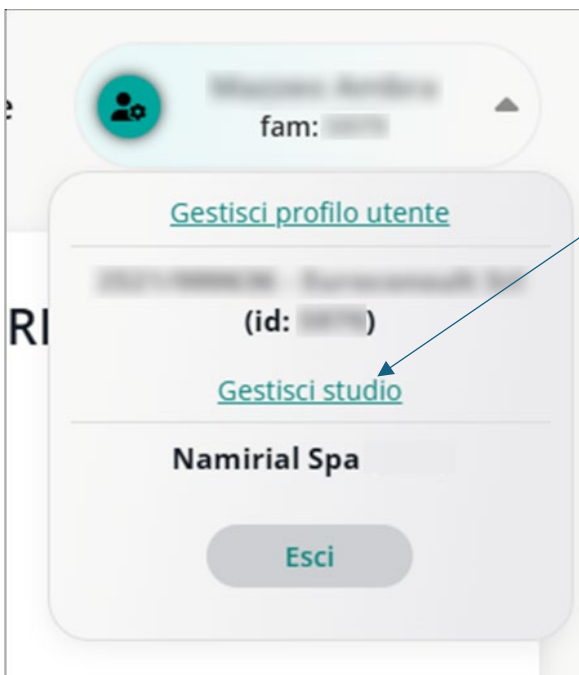 fam:
Gestisci profilo utente
RI
(id: )
Gestisci studio
Namirial Spa
Esci